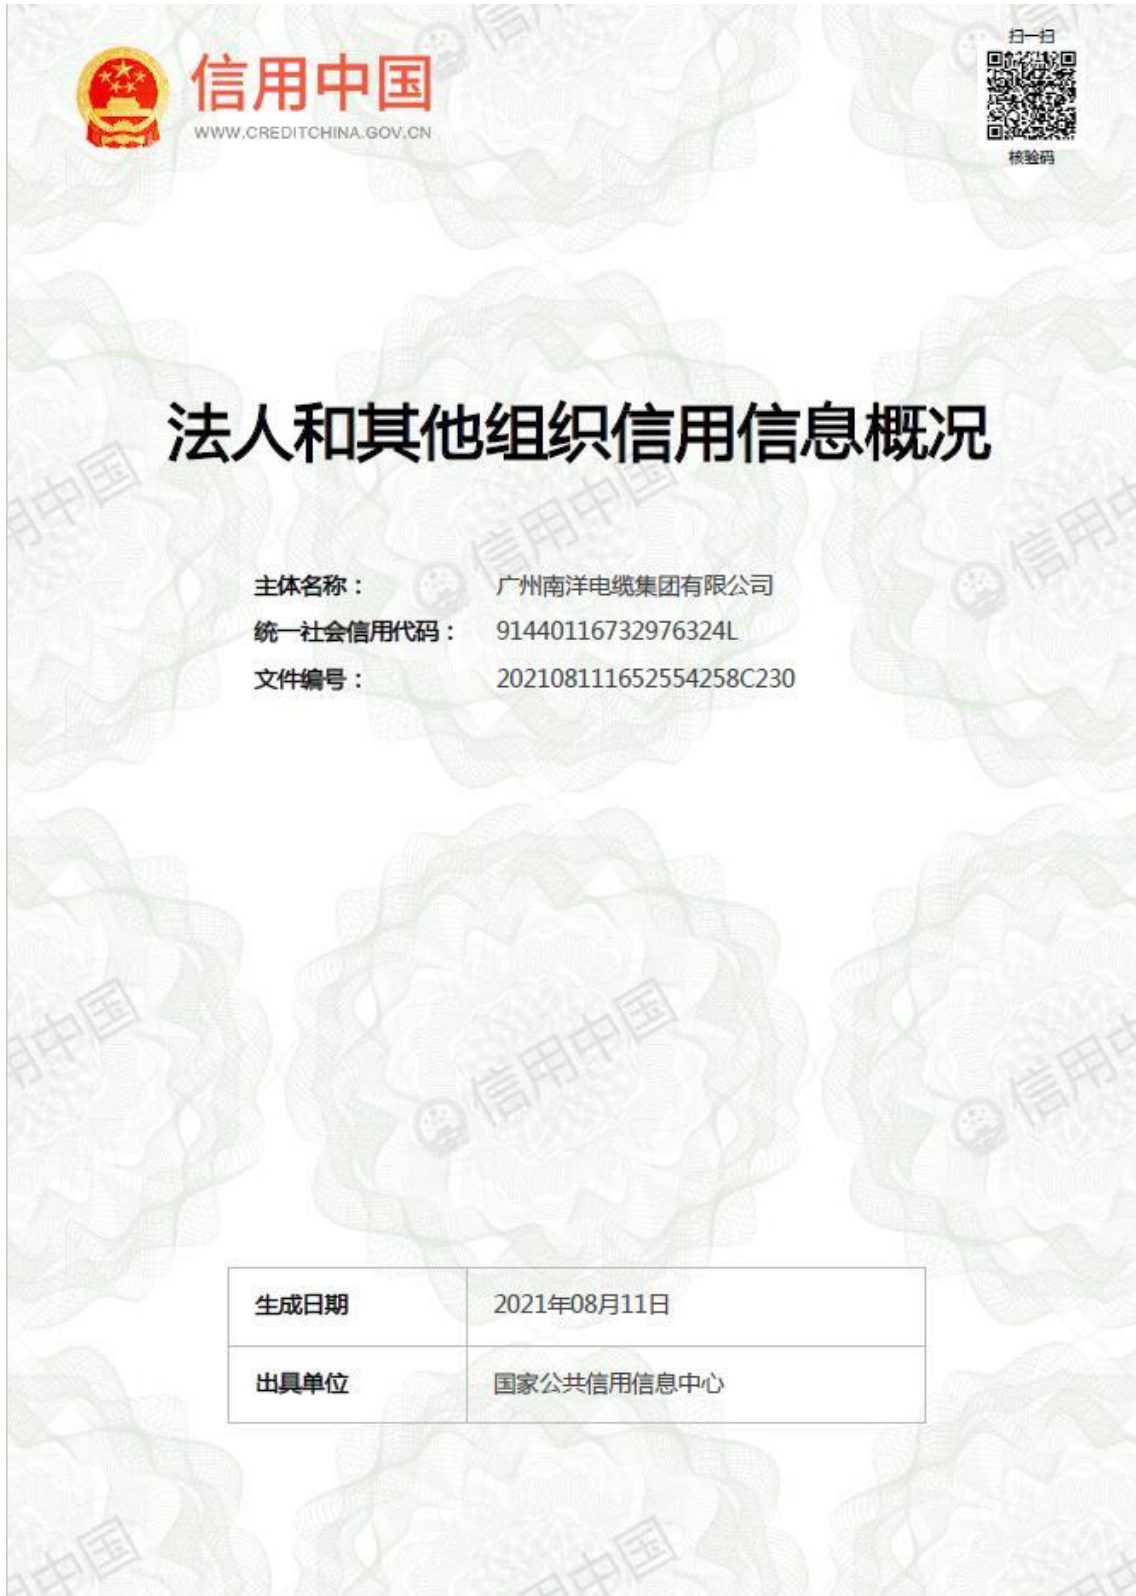 信用中国
WWW.CREDITCHINA.GOV.CN
扫一扫
核验码
法人和其他组织信用信息概况
主体名称： 广州南洋电缆集团有限公司
统一社会信用代码： 91440116732976324L
文件编号： 202108111652554258C230
生成日期 2021年08月11日
出具单位 国家公共信用信息中心